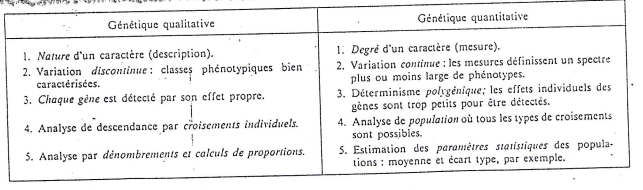 Génétique qualitative
1. Nature d'un caractère (description).
2. Variation discontinue : classes phénotypiques bien
caractérisées.
3. Chaque gène est détecté par son effet propre.
4. Analyse de descendance par croisements individuels.
5. Analyse par dénombrements et calculs de proportions.
Génétique quantitative
1. Degré d'un caractère (mesure).
2. Variation continue : les mesures définissent un spectre
plus ou moins large de phénotypes.
3. Déterminisme polygénique; les effets individuels des
gènes sont trop petits pour être détectés.
4. Analyse de population où tous les types de croisements
sont possibles.
5. Estimation des paramètres statistiques des popula-
tions : moyenne et écart type, par exemple.